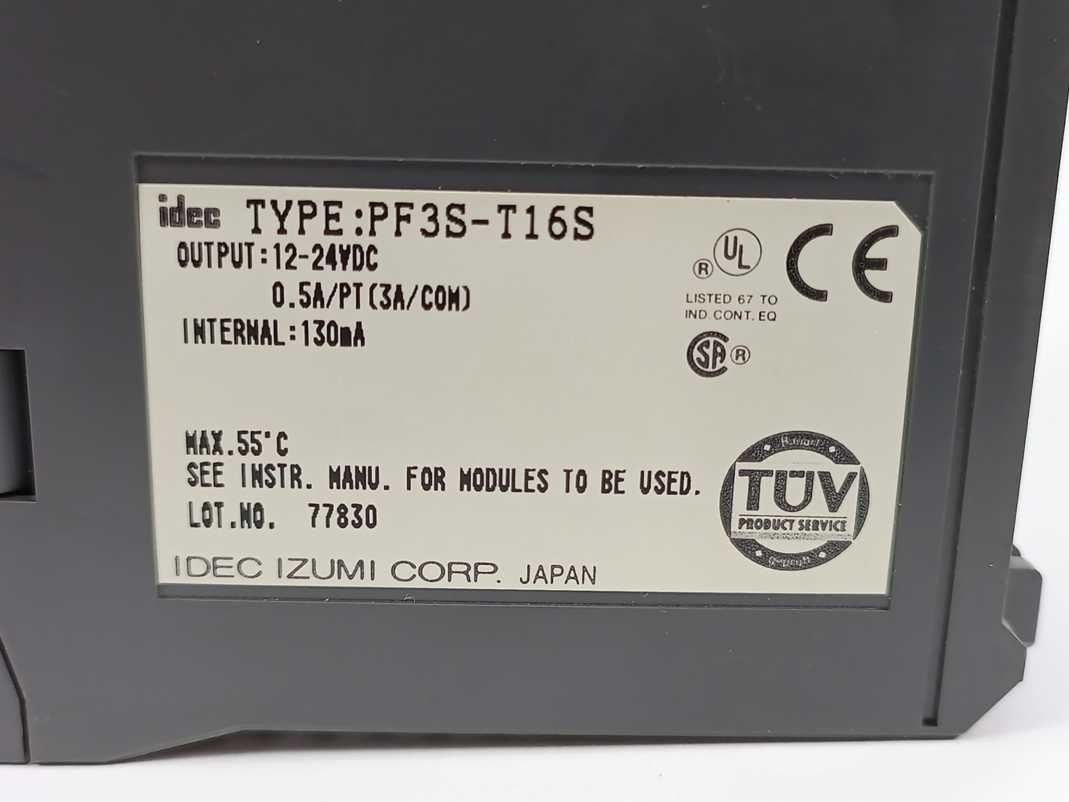 idec TYPE:PF3S-T16S
OUTPUT:12-24VDC
0.5A/PT(3A/COM)
INTERNAL:130mA
UL ®
LISTED 67 TO
IND. CONT. EQ
SA ®
CE
MAX.55°C
SEE INSTR. MANU. FOR MODULES TO BE USED.
LOT.NO. 77830
IDEC IZUMI CORP. JAPAN
TÜV
PRODUCT SERVICE